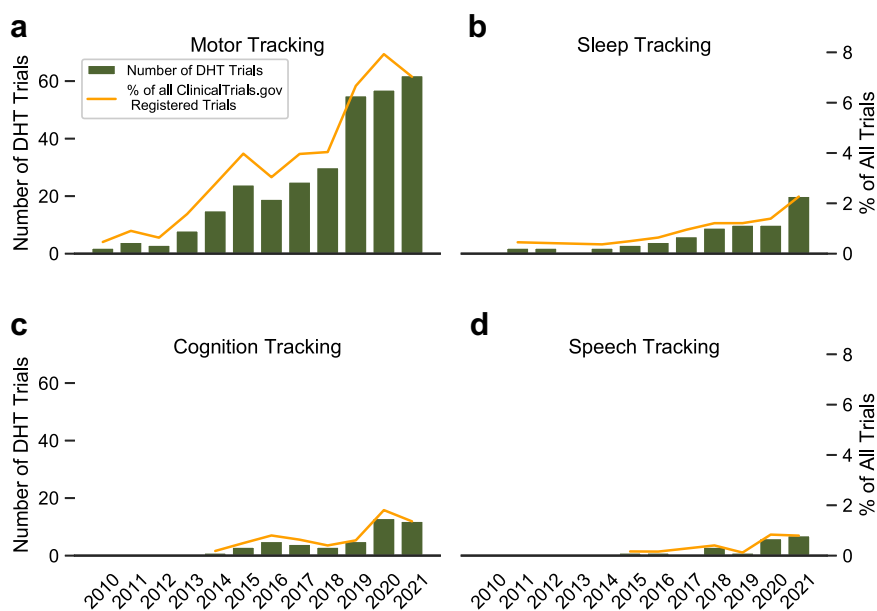 a
Motor Tracking
Number of DHT Trials
% of all ClinicalTrials.gov
Registered Trials
Number of DHT Trials
60
40
20
0
b
Sleep Tracking
% of All Trials
8
6
4
2
0
c
Cognition Tracking
Number of DHT Trials
60
40
20
0
2010
2011
2012
2013
2014
2015
2016
2017
2018
2019
2020
2021
d
Speech Tracking
% of All Trials
8
6
4
2
0
2010
2011
2012
2013
2014
2015
2016
2017
2018
2019
2020
2021